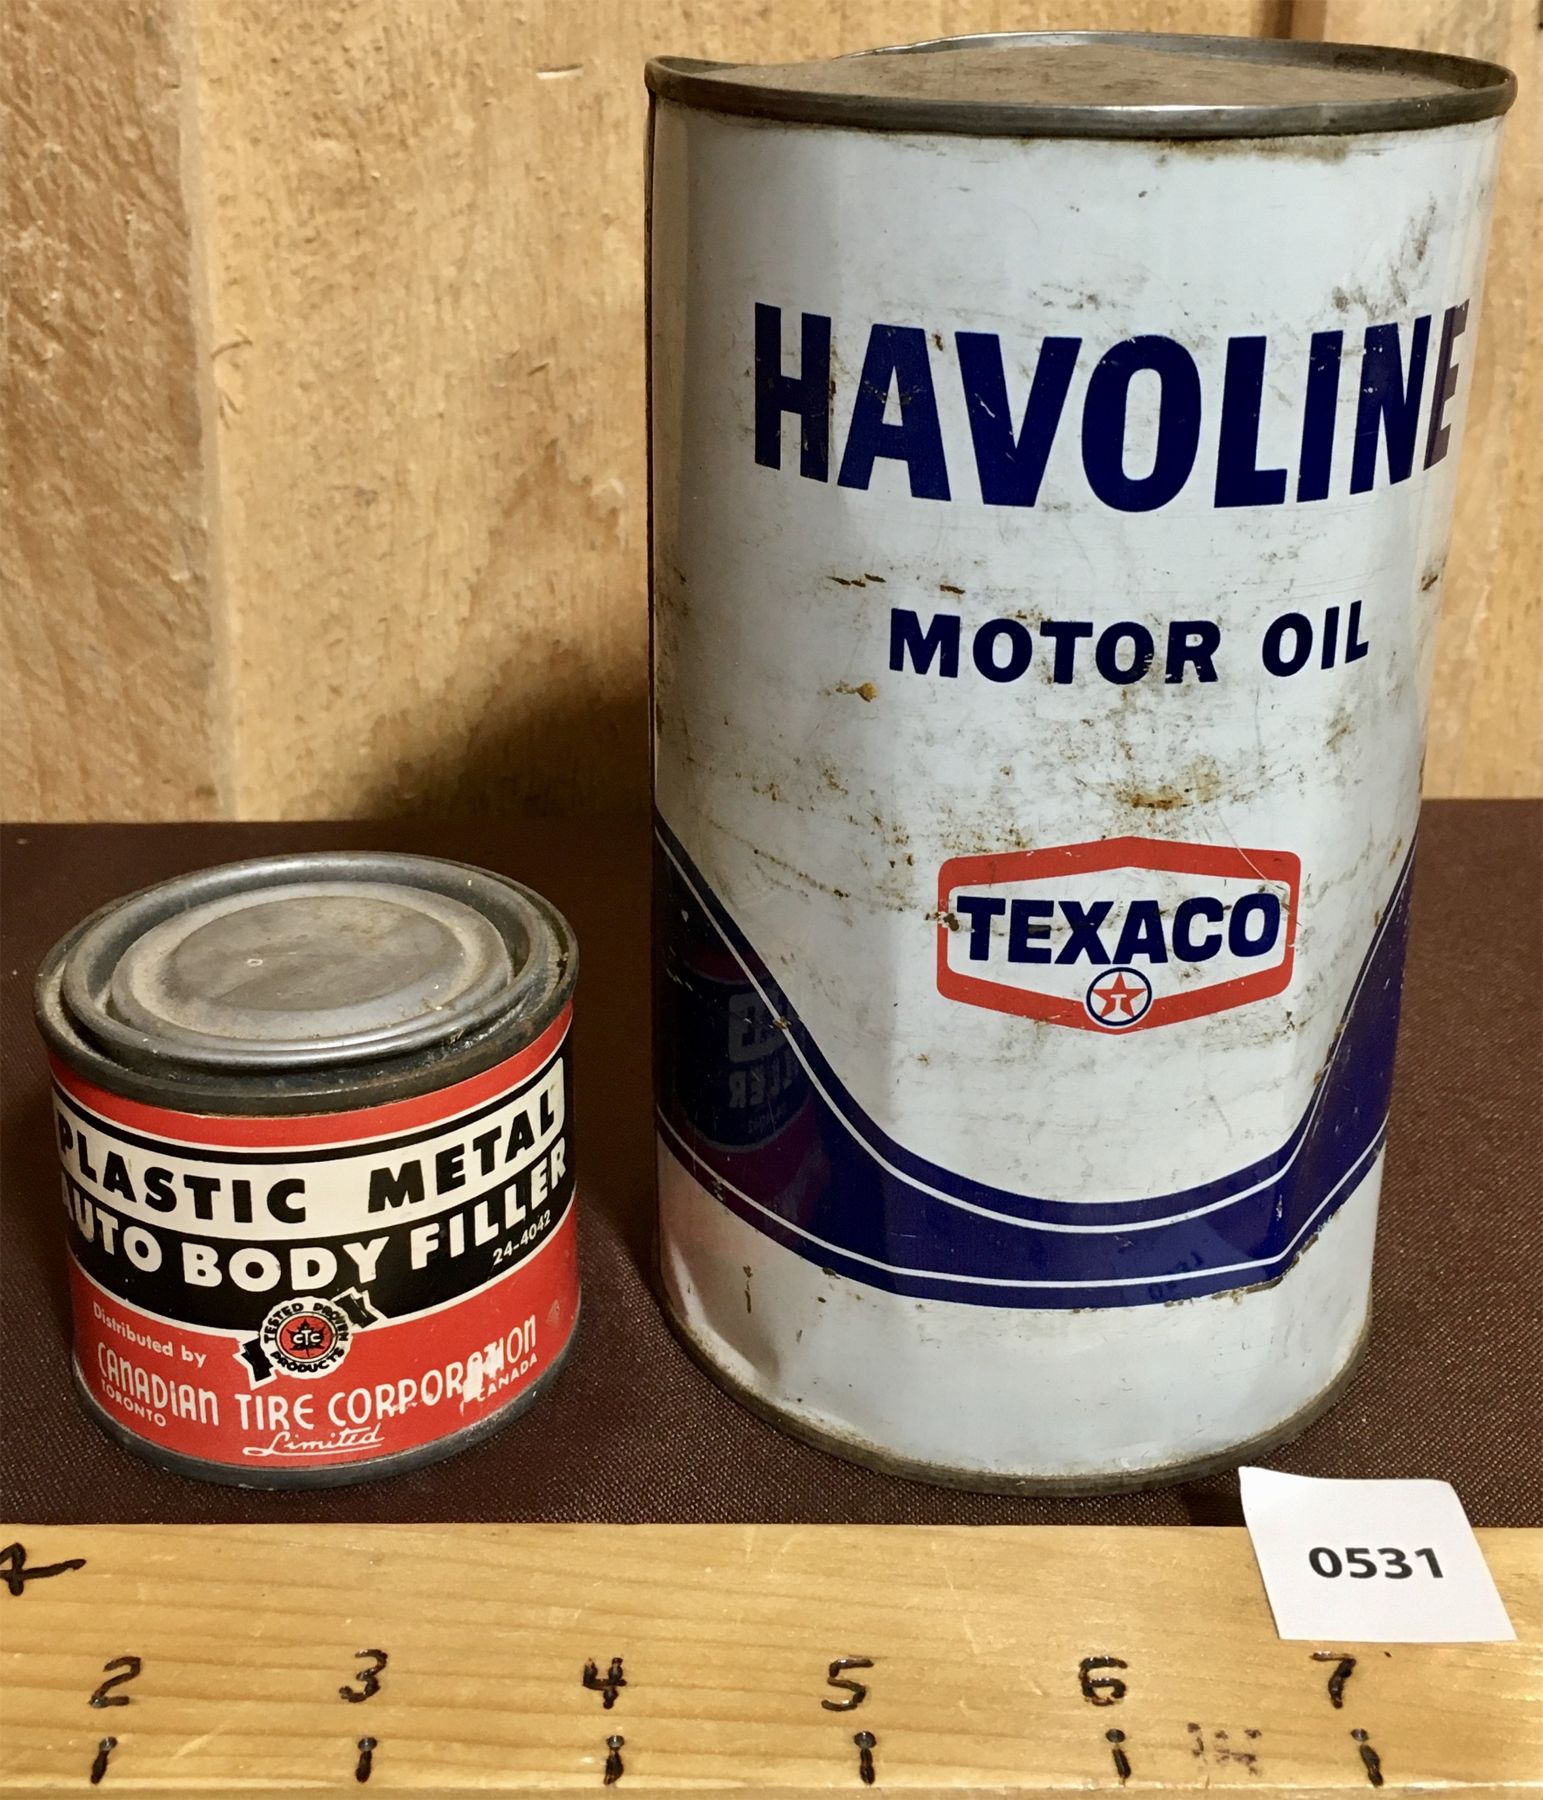 HAVOLINE
MOTOR OIL
TEXACO
T
PLASTIC METAL
AUTO BODY FILLER
24-4042
TESTED PROVEN
CTC
PRODUCTS
Distributed by
CANADIAN TIRE CORPORATION
TORONTO CANADA
Limited
0531
2 3 4 5 6 7